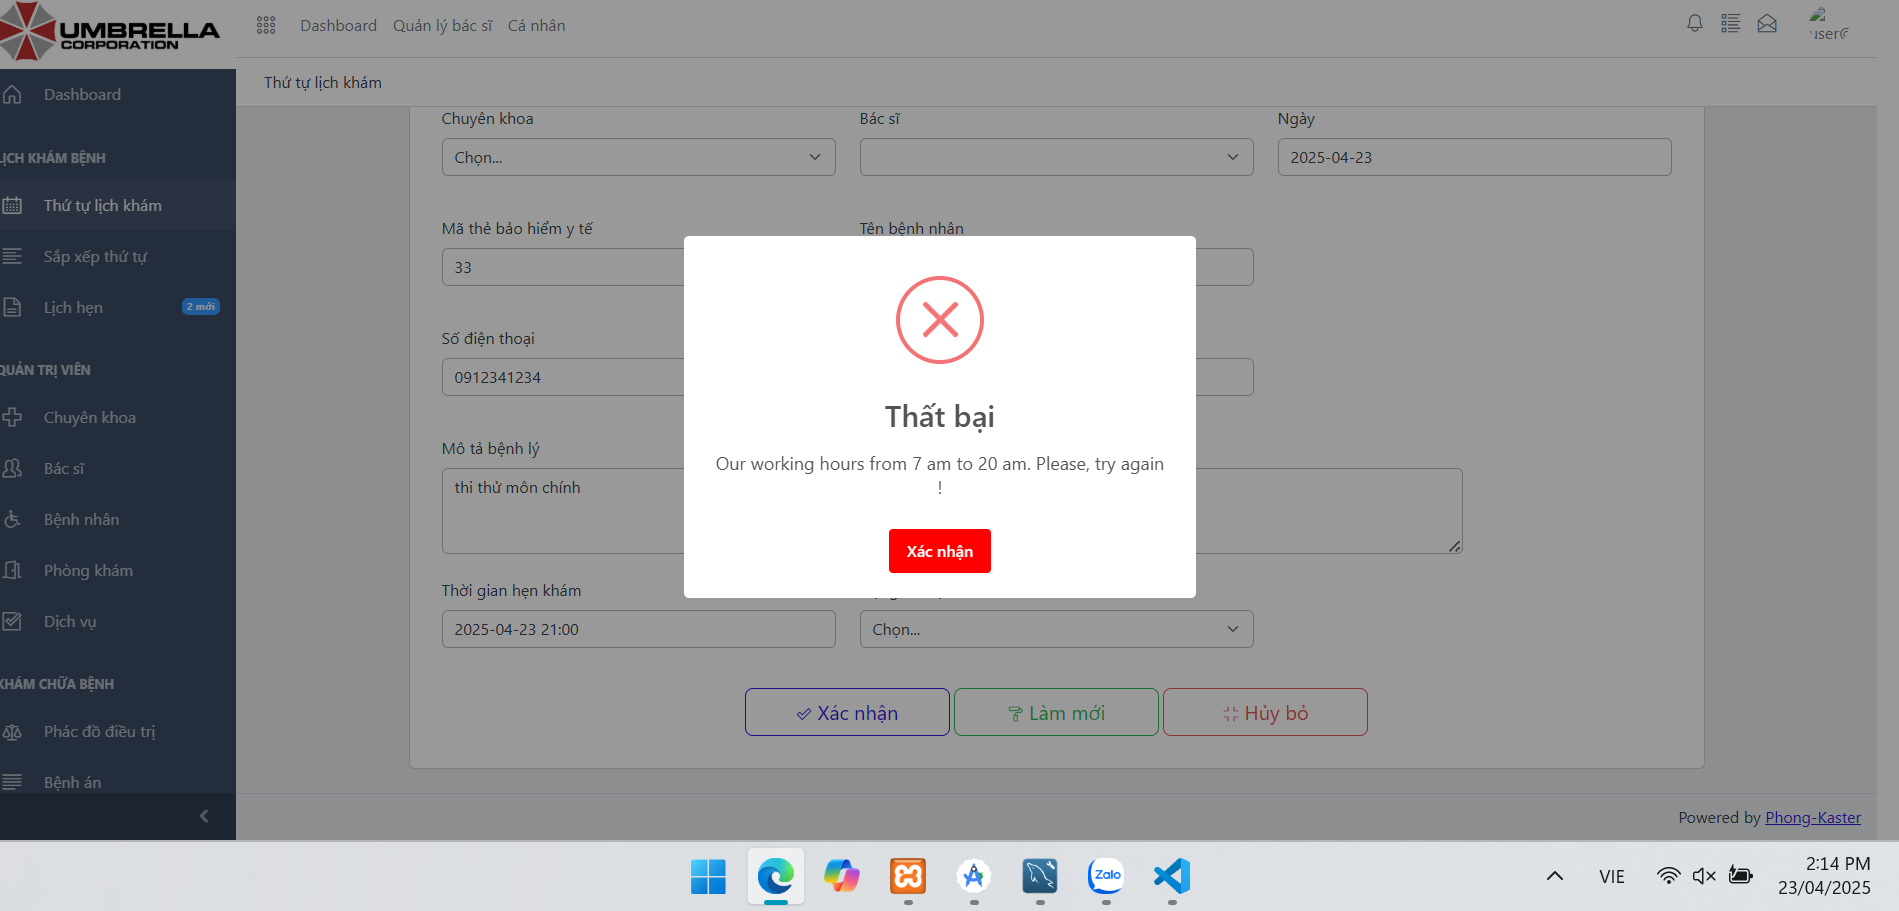 UMBRELLA
CORPORATION
Dashboard Quản lý bác sĩ Cá nhân
Thứ tự lịch khám
Dashboard
LỊCH KHÁM BỆNH
Thứ tự lịch khám
Sắp xếp thứ tự
Lịch hẹn 2 mới
QUẢN TRỊ VIÊN
Chuyên khoa
Bác sĩ
Bệnh nhân
Phòng khám
Dịch vụ
KHÁM CHỮA BỆNH
Phác đồ điều trị
Bệnh án
Chuyên khoa Bác sĩ Ngày
Chọn... 2025-04-23
Mã thẻ bảo hiểm y tế Tên bệnh nhân
33
Số điện thoại
0912341234
Mô tả bệnh lý
thi thử môn chính
Thời gian hẹn khám
2025-04-23 21:00 Chọn...
Xác nhận Làm mới Hủy bỏ
Thất bại
Our working hours from 7 am to 20 am. Please, try again
!
Xác nhận
Powered by Phong-Kaster
Zalo
VIE
2:14 PM
23/04/2025